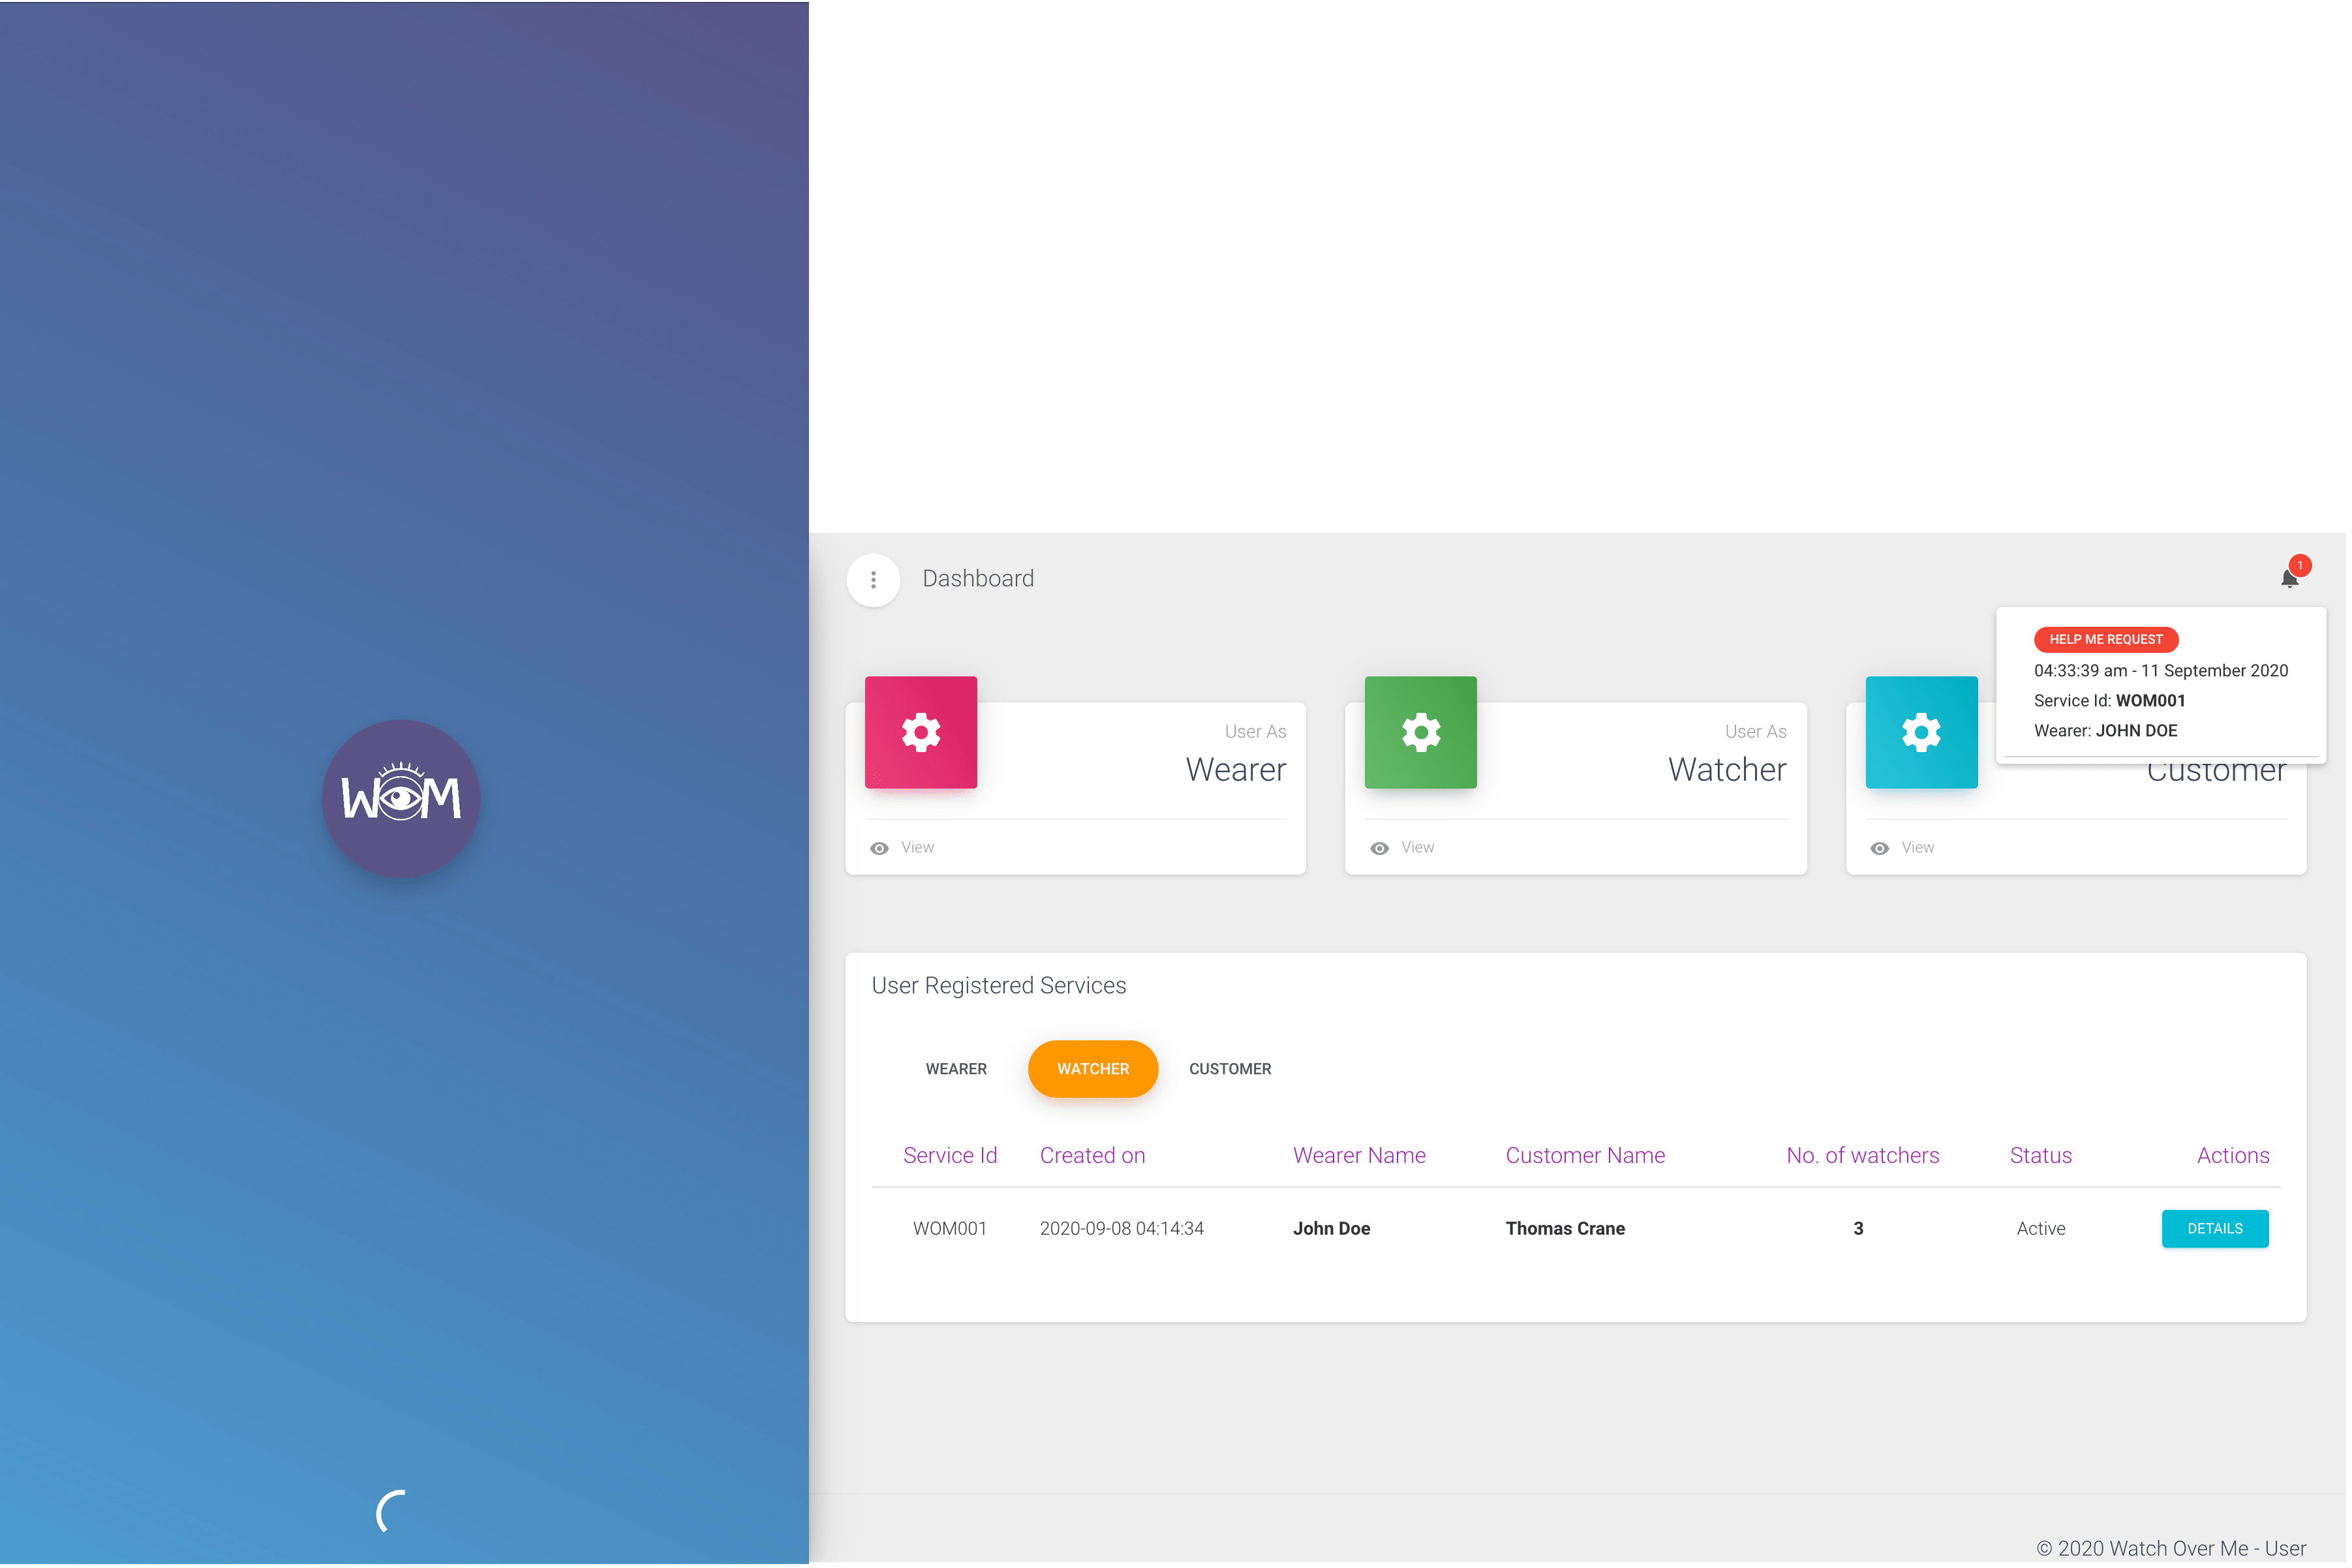 WOM
Dashboard
1
HELP ME REQUEST
04:33:39 am - 11 September 2020
Service Id: WOM001
Wearer: JOHN DOE
User As
Wearer
View
User As
Watcher
View
Customer
View
User Registered Services
WEARER WATCHER CUSTOMER
Service Id Created on Wearer Name Customer Name No. of watchers Status Actions
WOM001 2020-09-08 04:14:34 John Doe Thomas Crane 3 Active DETAILS
© 2020 Watch Over Me - User